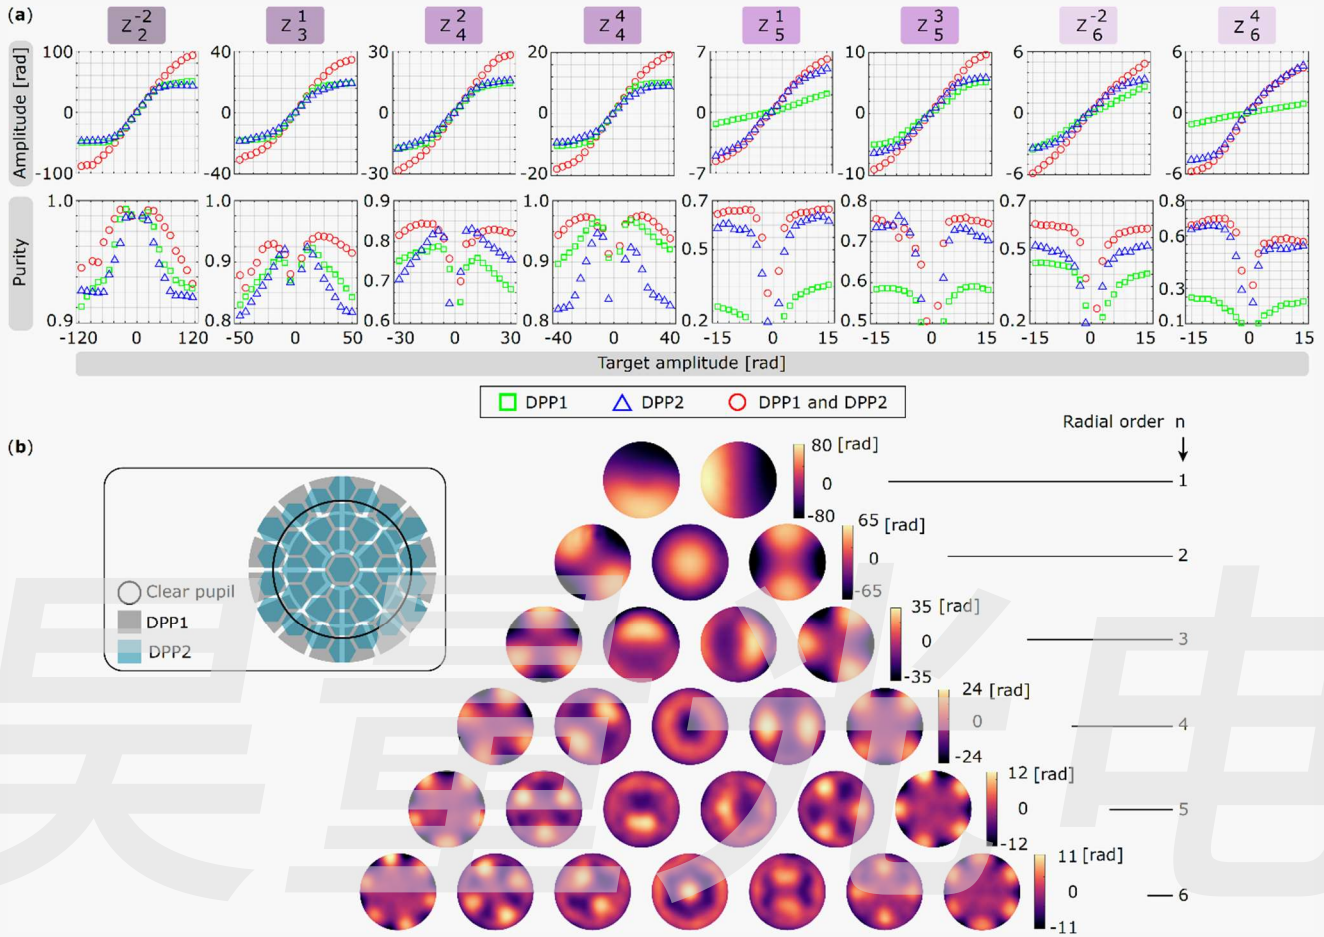 (a)
Z -2 2
Z 1 3
Z 2 4
Z 4 4
Z 1 5
Z 3 5
Z -2 6
Z 4 6
Amplitude [rad]
100 0 -100
40 0 -40
30 0 -30
20 0 -20
7 0 -7
10 0 -10
6 0 -6
6 0 -6
Purity
1.0 0.9
1.0 0.9 0.8
0.9 0.8 0.7 0.6
1.0 0.9 0.8
0.7 0.5 0.2
0.8 0.7 0.6 0.5
0.7 0.5 0.2
0.8 0.6 0.3 0.1
-120 0 120
-50 0 50
-30 0 30
-40 0 40
-15 0 15
-15 0 15
-15 0 15
-15 0 15
Target amplitude [rad]
DPP1 DPP2 DPP1 and DPP2
(b)
Clear pupil
DPP1
DPP2
Radial order n
80 [rad]
0
-80
1
65 [rad]
0
-65
2
35 [rad]
0
-35
3
24 [rad]
0
-24
4
12 [rad]
0
-12
5
11 [rad]
0
-11
6
昊量光电